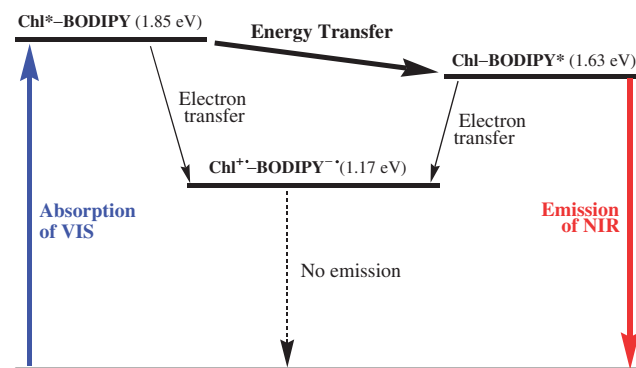 Chl*–BODIPY (1.85 eV)
Energy Transfer
Chl–BODIPY* (1.63 eV)
Electron
transfer
Electron
transfer
Chl⁺·–BODIPY⁻·(1.17 eV)
Absorption
of VIS
Emission
of NIR
No emission